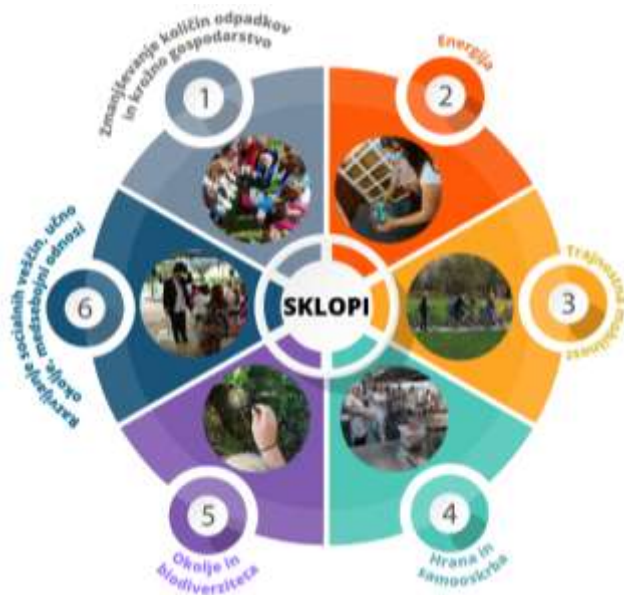 Zmanjševanje količin odpadkov
in krožno gospodarstvo
1
Energija
2
Trajnostna mobilnost
3
Hrana in
samooskrba
4
Okolje in
biodiverziteta
5
Razvijanje socialnih veščin, učno
okolje, medsebojni odnosi
6
SKLOPI